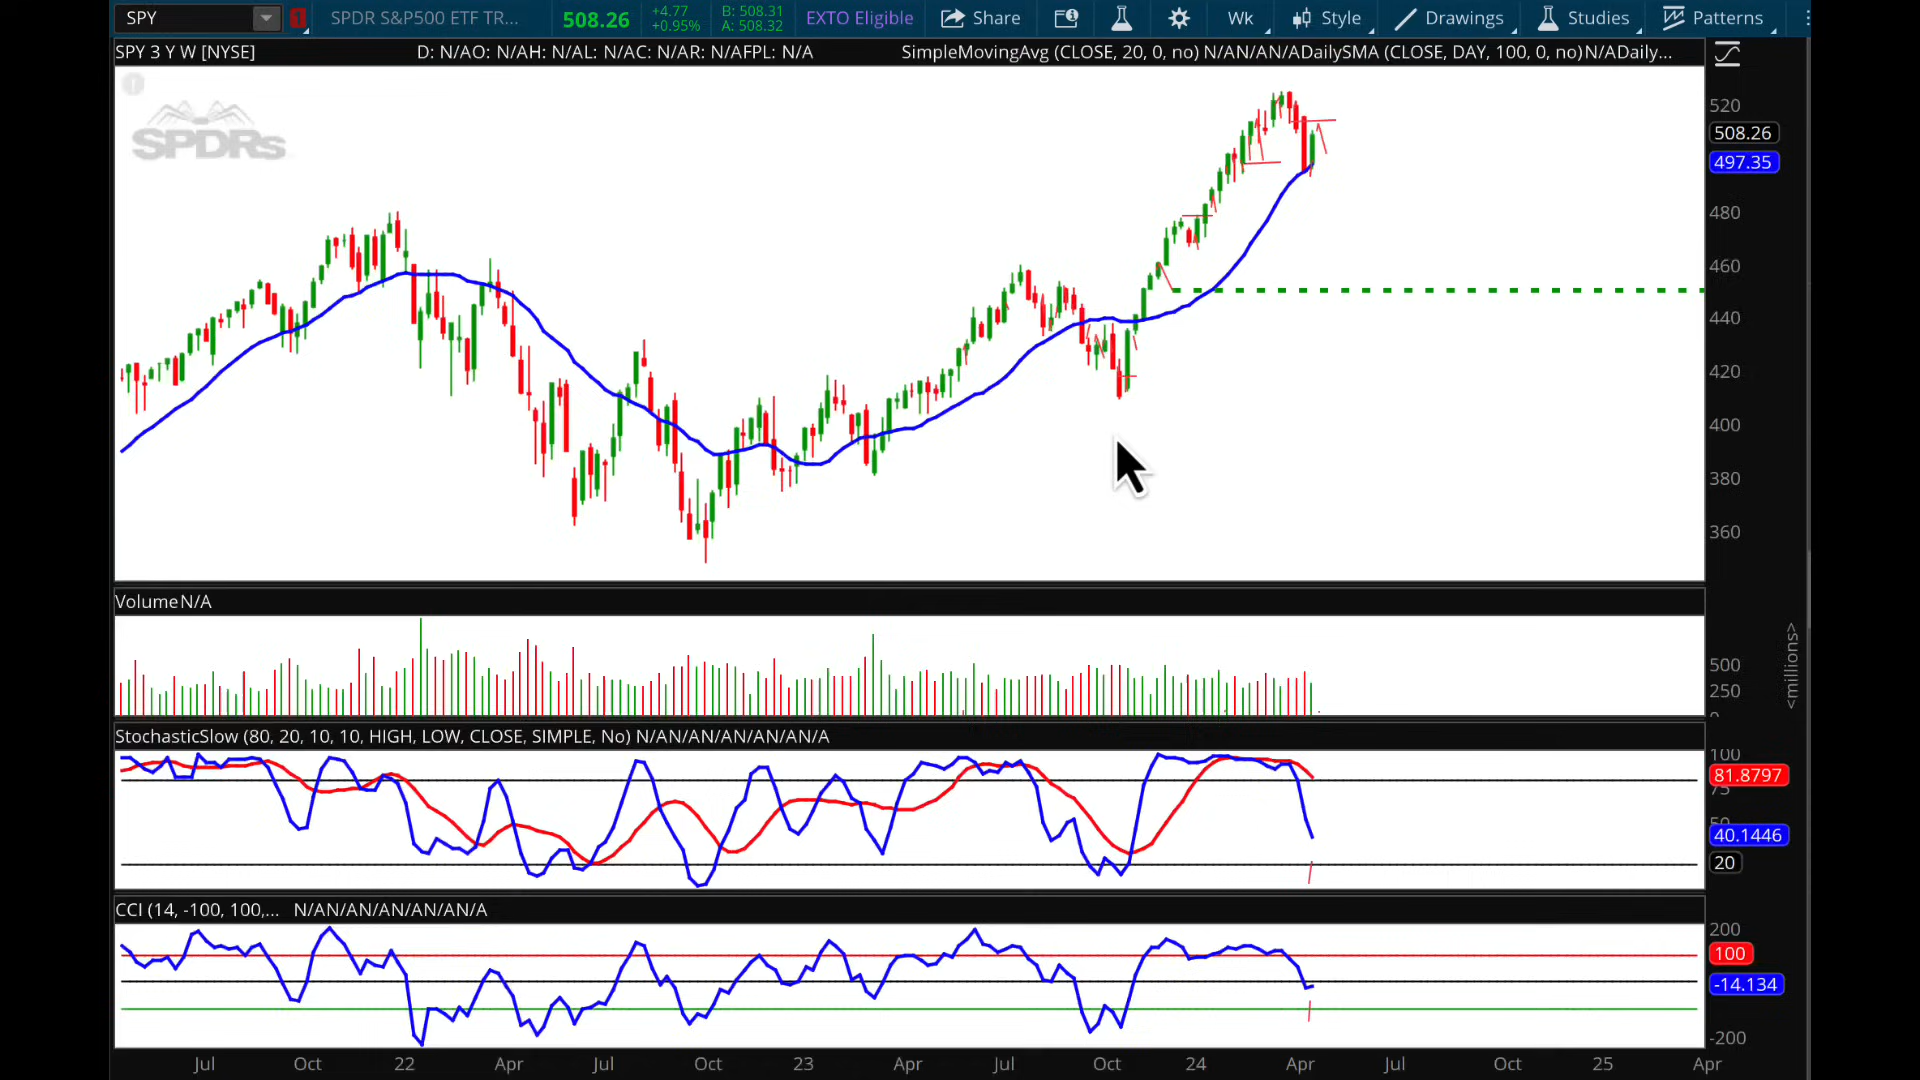 SPY 1 SPDR S&P500 ETF TR... 508.26 +4.77 +0.95% B: 508.31 A: 508.32 EXTO Eligible Share Wk Style Drawings Studies Patterns
SPY 3 Y W [NYSE] D: N/AO: N/AH: N/AL: N/AC: N/AR: N/AFPL: N/A SimpleMovingAvg (CLOSE, 20, 0, no) N/AN/AN/ADailySMA (CLOSE, DAY, 100, 0, no)N/ADaily...
SPDRs
520
508.26
497.35
480
460
440
420
400
380
360
VolumeN/A
500
250
0
<millions>
StochasticSlow (80, 20, 10, 10, HIGH, LOW, CLOSE, SIMPLE, No) N/AN/AN/AN/AN/AN/A
100
81.8797
75
50
40.1446
20
CCI (14, -100, 100,... N/AN/AN/AN/AN/AN/A
200
100
-14.134
-200
Jul Oct 22 Apr Jul Oct 23 Apr Jul Oct 24 Apr Jul Oct 25 Apr